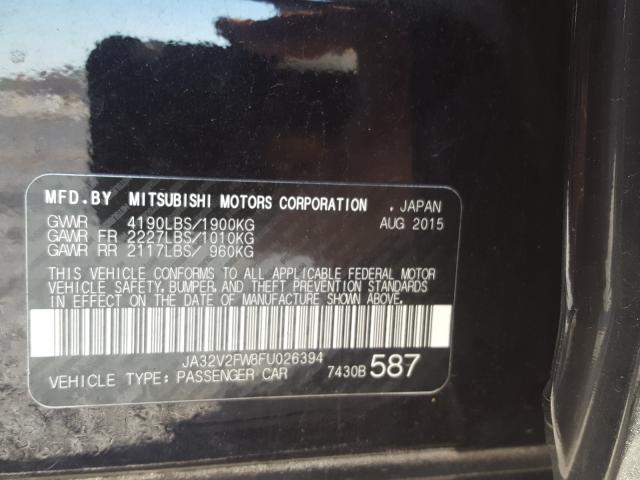 MFD.BY MITSUBISHI MOTORS CORPORATION . JAPAN
GVWR 4190LBS/1900KG AUG 2015
GAWR FR 2227LBS/1010KG
GAWR RR 2117LBS/ 960KG
THIS VEHICLE CONFORMS TO ALL APPLICABLE FEDERAL MOTOR
VEHICLE SAFETY, BUMPER, AND THEFT PREVENTION STANDARDS
IN EFFECT ON THE DATE OF MANUFACTURE SHOWN ABOVE.
JA32V2FW8FU026394
VEHICLE TYPE: PASSENGER CAR 7430B 587